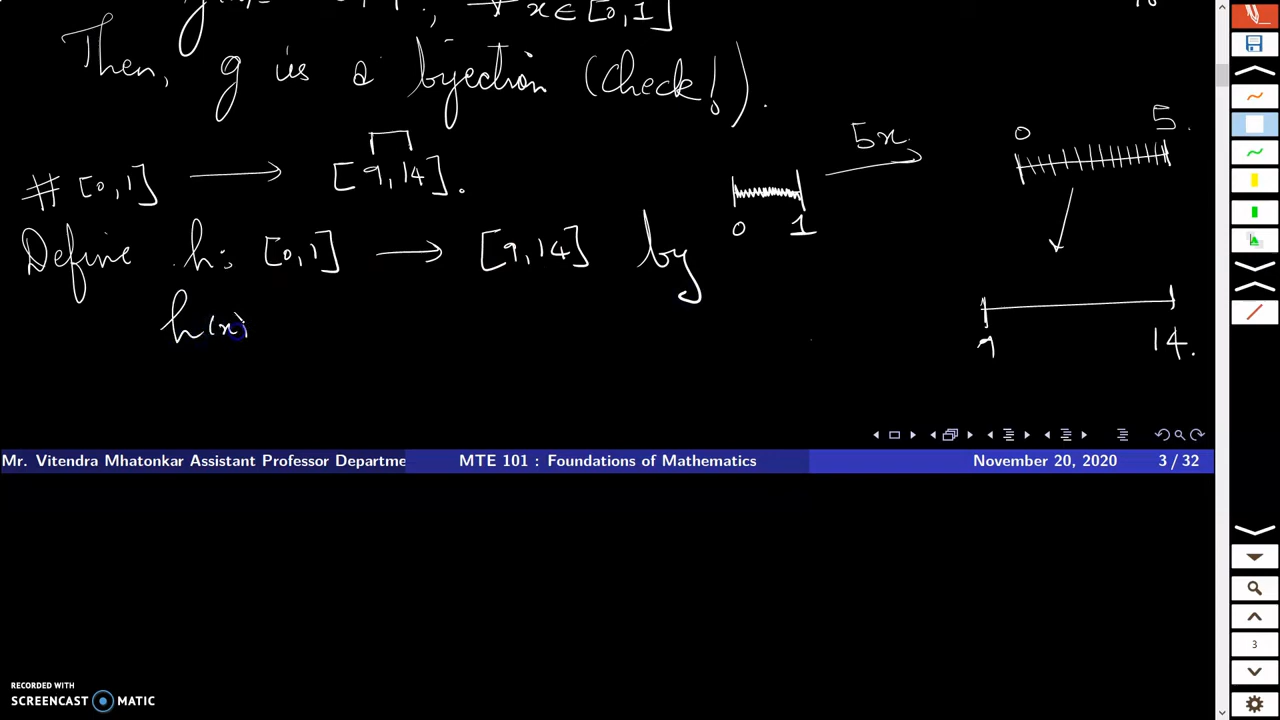 ∀ x ∈ [0,1]
Then, g is a bijection (Check!).
# [0,1] → [9,14].
0 1
5x
0 5.
Define h: [0,1] → [9,14] by
h(x)
9 14.
Mr. Vitendra Mhatonkar Assistant Professor Departme
MTE 101 : Foundations of Mathematics
November 20, 2020 3 / 32
3
RECORDED WITH
SCREENCAST MATIC